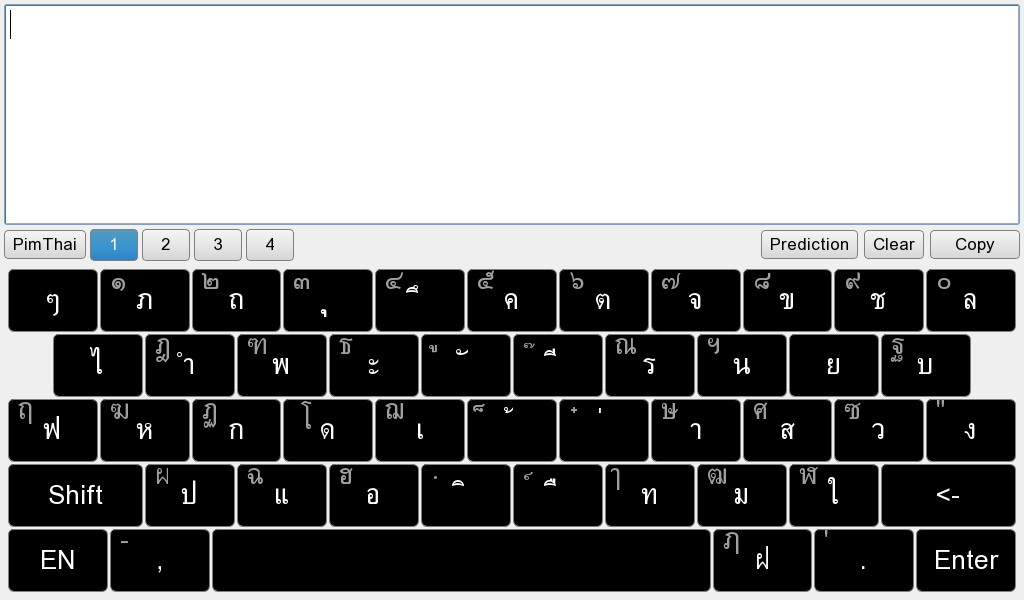 PimThai 1 2 3 4 Prediction Clear Copy
ๆ ๑ ภ ๒ ถ ๓ ุ ๔ ึ ๕ ค ๖ ต ๗ จ ๘ ข ๙ ช ๐ ล
ไ ฎ ำ ฑ พ ธ ะ ู ั ๊ ี ณ ร ฯ น ย ฐ บ
ฤ ฟ ฆ ห ฏ ก โ ด ฌ เ ็ ้ ๋ ่ ษ า ศ ส ซ ว " ง
Shift ผ ป ฉ แ ฮ อ ฺ ิ ์ ื ๅ ท ฒ ม ฬ ใ <-
EN - , ฦ ฝ ' . Enter